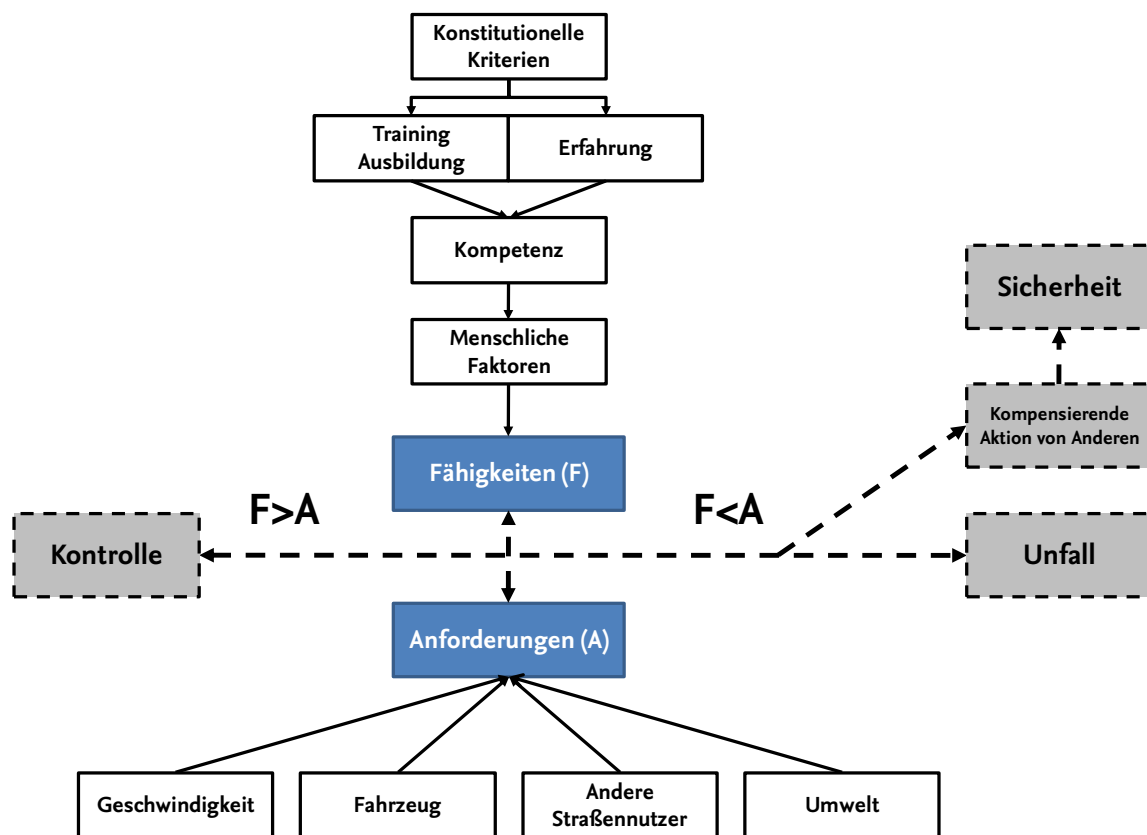 Konstitutionelle
Kriterien
Training
Ausbildung
Erfahrung
Kompetenz
Menschliche
Faktoren
Sicherheit
Kompensierende
Aktion von Anderen
Fähigkeiten (F)
F>A
F<A
Kontrolle
Unfall
Anforderungen (A)
Geschwindigkeit
Fahrzeug
Andere
Straßennutzer
Umwelt